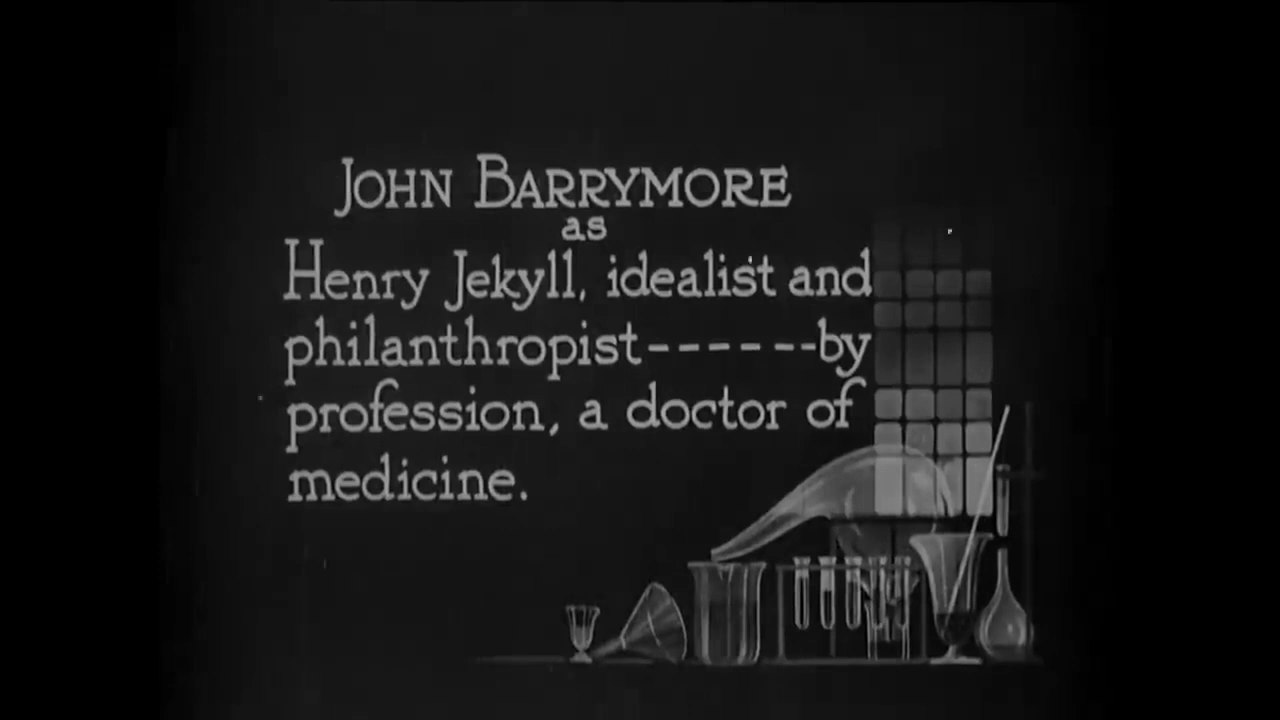 JOHN BARRYMORE
as
Henry Jekyll, idealist and
philanthropist------by
profession, a doctor of
medicine.